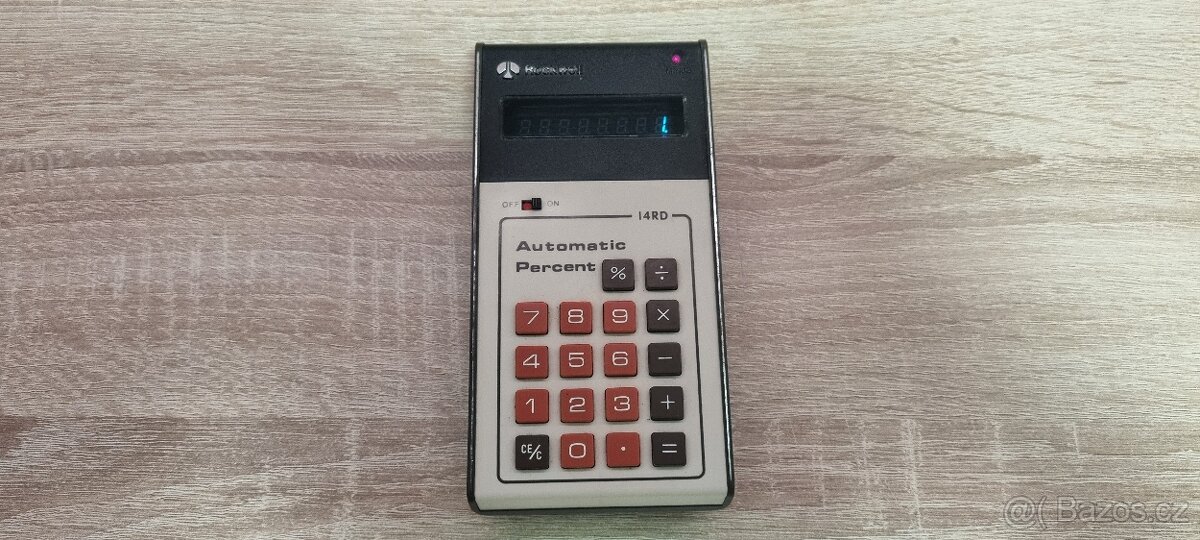 Rockwell
1.
OFF ON
14RD
Automatic
Percent % ÷
7 8 9 ×
4 5 6 −
1 2 3 +
CE/C 0 . =
@( Bazos.cz